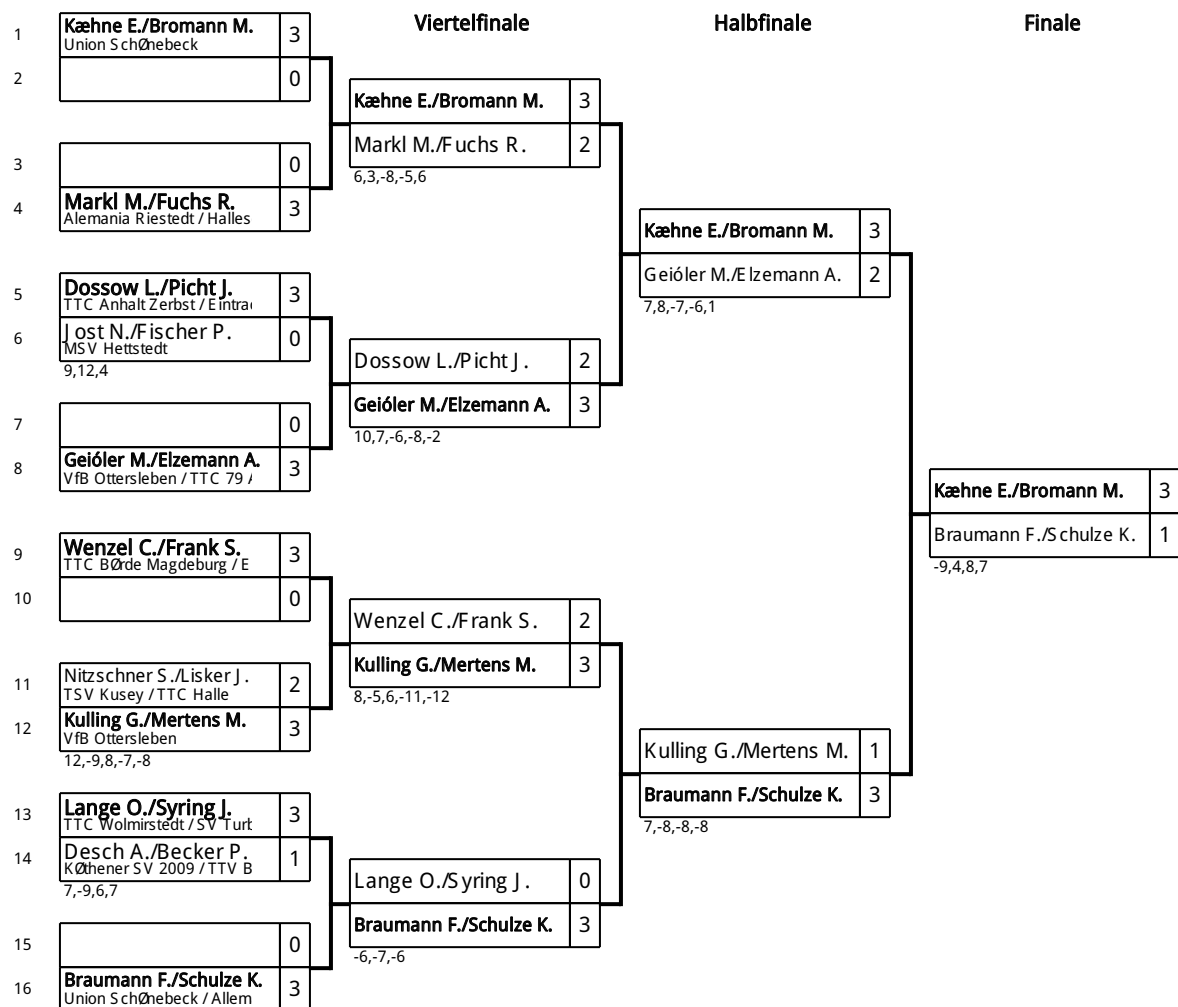 Viertelfinale
Halbfinale
Finale
1
Kæhne E./Bromann M.
3
Union SchØnebeck
2
0
Kæhne E./Bromann M.
3
Markl M./Fuchs R.
2
6,3,-8,-5,6
3
0
4
Markl M./Fuchs R.
3
Alemania Riestedt / Halles
Kæhne E./Bromann M.
3
Geióler M./Elzemann A.
2
7,8,-7,-6,1
5
Dossow L./Picht J.
3
TTC Anhalt Zerbst / Eintra
6
Jost N./Fischer P.
0
MSV Hettstedt
9,12,4
Dossow L./Picht J.
2
Geióler M./Elzemann A.
3
10,7,-6,-8,-2
7
0
8
Geióler M./Elzemann A.
3
VfB Ottersleben / TTC 79 /
Kæhne E./Bromann M.
3
Braumann F./Schulze K.
1
-9,4,8,7
9
Wenzel C./Frank S.
3
TTC BØrde Magdeburg / E
10
0
Wenzel C./Frank S.
2
Kulling G./Mertens M.
3
8,-5,6,-11,-12
11
Nitzschner S./Lisker J.
2
TSV Kusey / TTC Halle
12
Kulling G./Mertens M.
3
VfB Ottersleben
12,-9,8,-7,-8
Kulling G./Mertens M.
1
Braumann F./Schulze K.
3
7,-8,-8,-8
13
Lange O./Syring J.
3
TTC Wolmirstedt / SV Turb
14
Desch A./Becker P.
1
KØthener SV 2009 / TTV B
7,-9,6,7
Lange O./Syring J.
0
Braumann F./Schulze K.
3
-6,-7,-6
15
0
16
Braumann F./Schulze K.
3
Union SchØnebeck / Allem